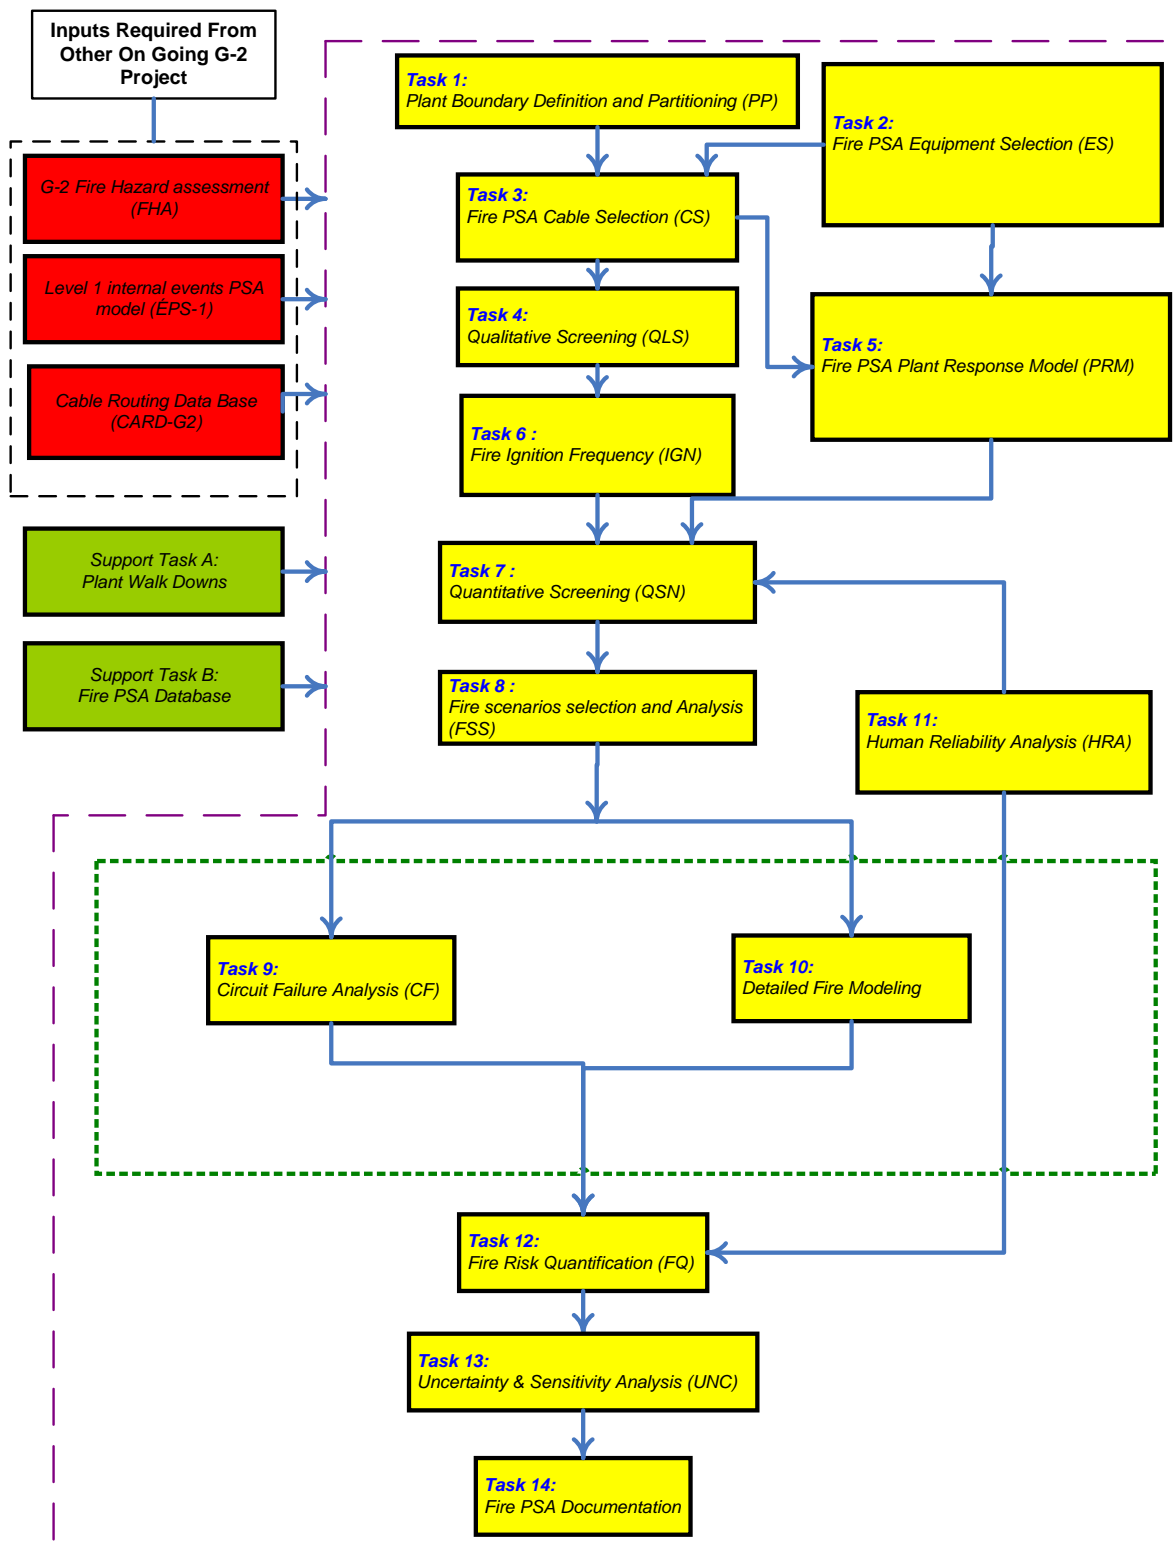 Inputs Required From
Other On Going G-2
Project
Task 1:
Plant Boundary Definition and Partitioning (PP)
Task 2:
Fire PSA Equipment Selection (ES)
G-2 Fire Hazard assessment
(FHA)
Task 3:
Fire PSA Cable Selection (CS)
Level 1 internal events PSA
model (ÉPS-1)
Task 4:
Qualitative Screening (QLS)
Task 5:
Fire PSA Plant Response Model (PRM)
Cable Routing Data Base
(CARD-G2)
Task 6 :
Fire Ignition Frequency (IGN)
Support Task A:
Plant Walk Downs
Task 7 :
Quantitative Screening (QSN)
Support Task B:
Fire PSA Database
Task 8 :
Fire scenarios selection and Analysis
(FSS)
Task 11:
Human Reliability Analysis (HRA)
Task 9:
Circuit Failure Analysis (CF)
Task 10:
Detailed Fire Modeling
Task 12:
Fire Risk Quantification (FQ)
Task 13:
Uncertainty & Sensitivity Analysis (UNC)
Task 14:
Fire PSA Documentation